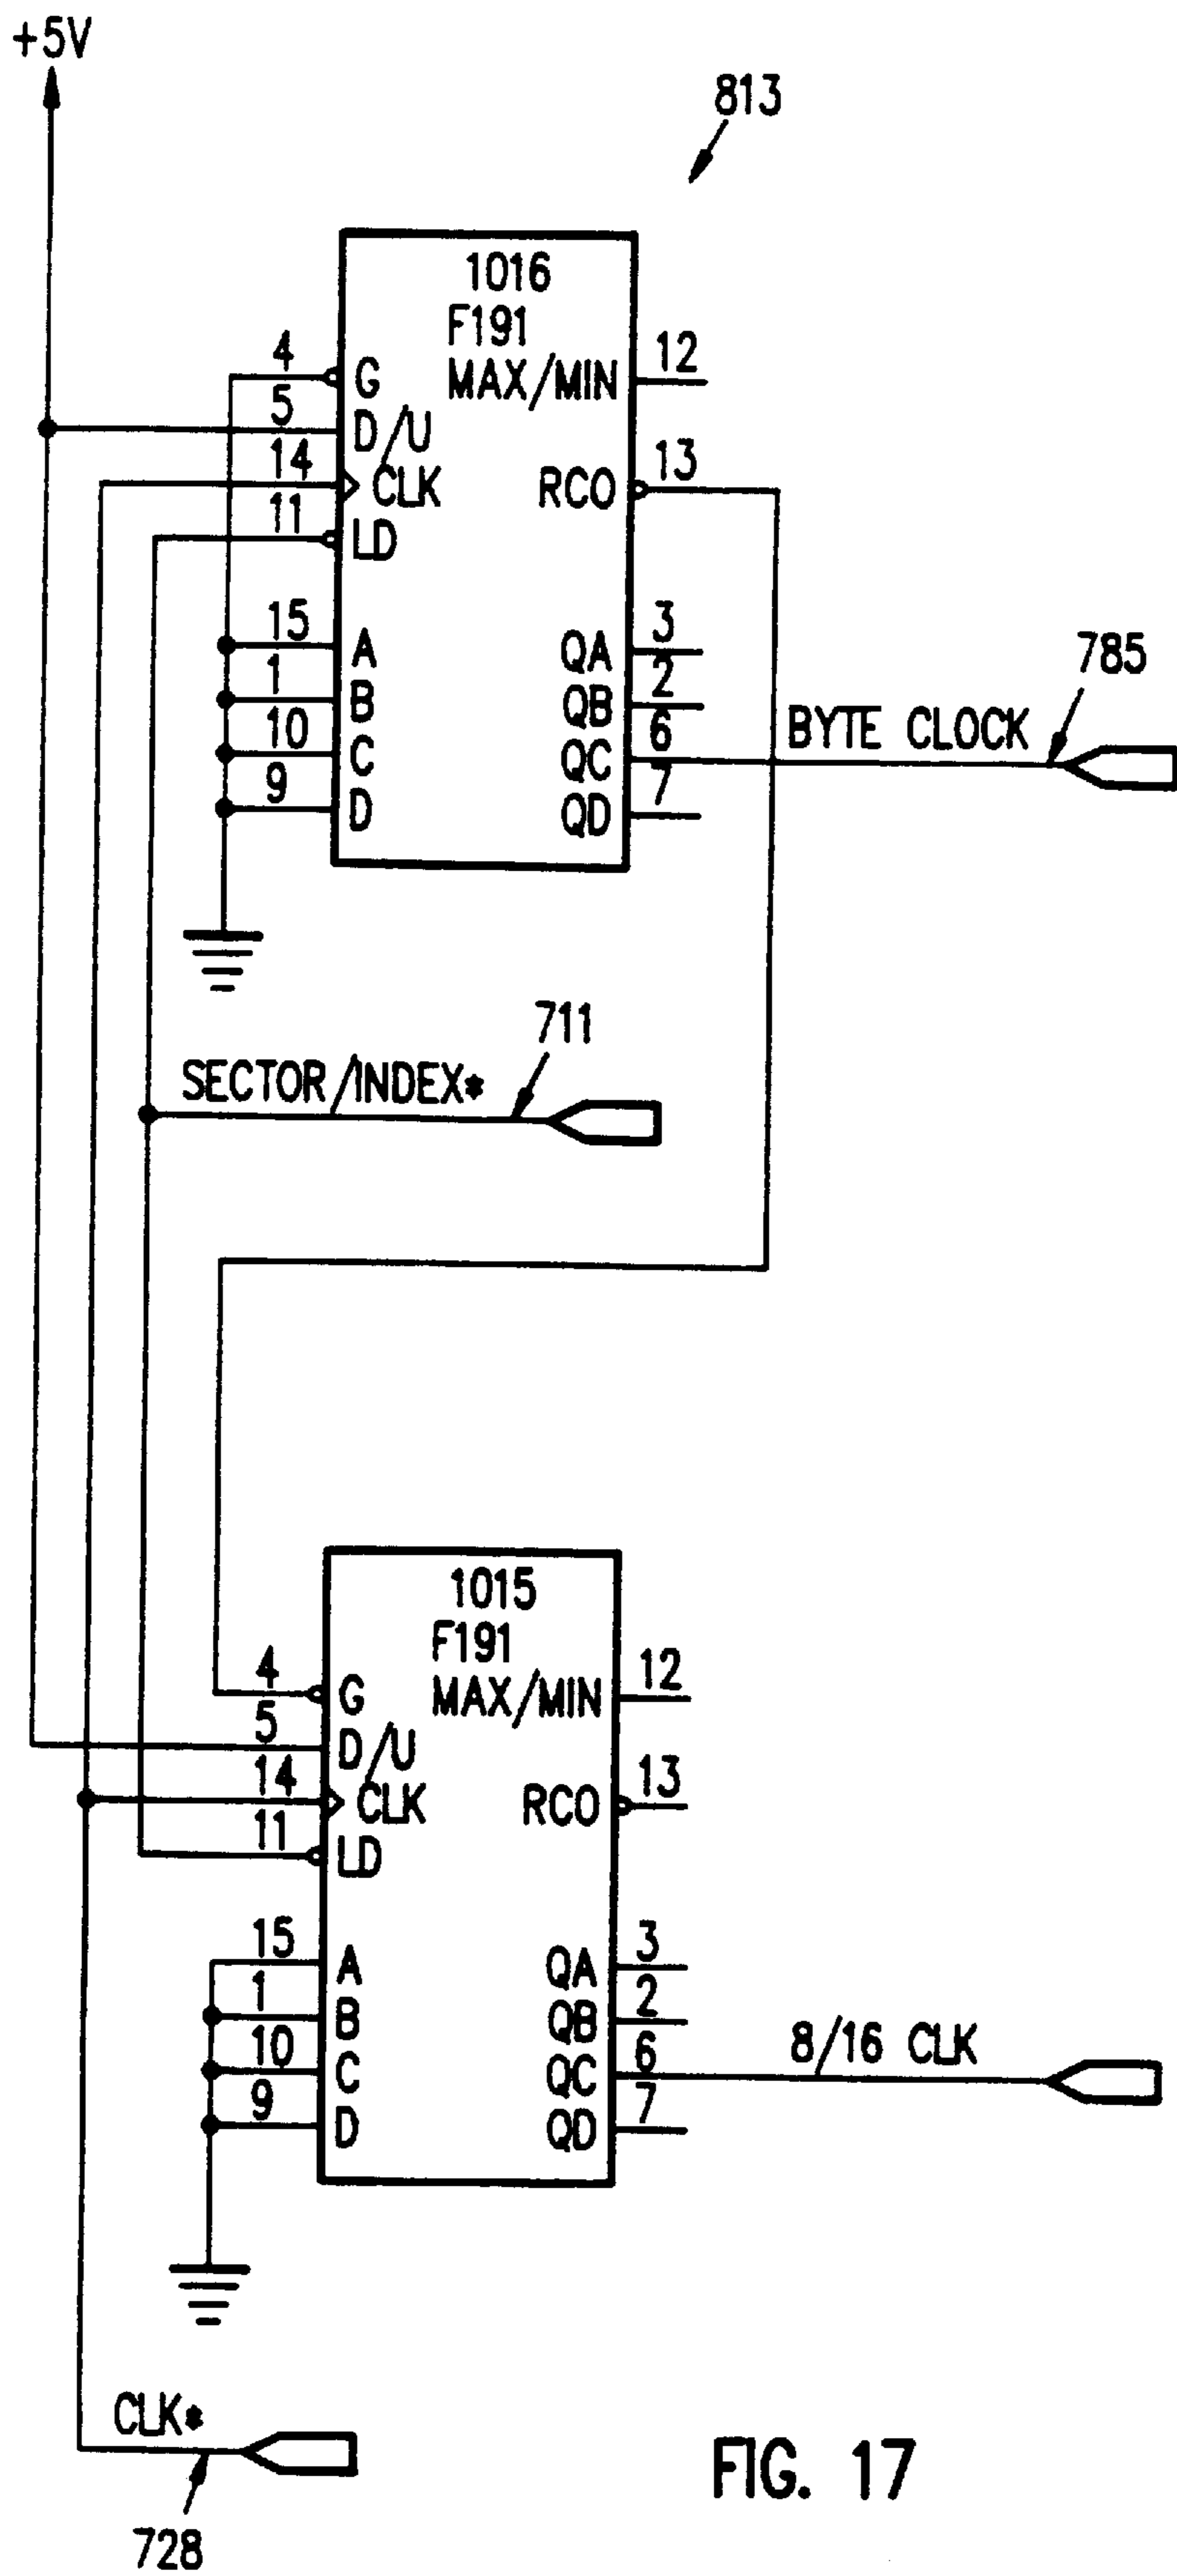 +5V
813
1016
F191
MAX/MIN
4
G
12
5
D/U
14
CLK
RCO
13
11
LD
15
A
QA
3
1
B
QB
2
10
C
QC
6
BYTE CLOCK
785
9
D
QD
7
711
SECTOR/INDEX*
1015
F191
MAX/MIN
4
G
12
5
D/U
14
CLK
RCO
13
11
LD
15
A
QA
3
1
B
QB
2
10
C
QC
6
8/16 CLK
9
D
QD
7
CLK*
728
FIG. 17